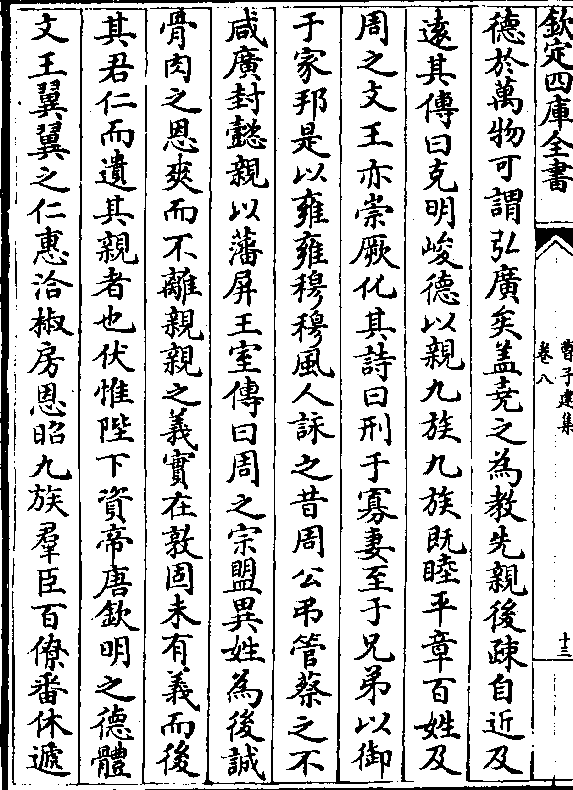 欽定四庫全書
曹子建集
卷八
十三
德於萬物可謂弘廣矣盖堯之為教先親後疎自近及
遠其傳曰克明峻德以親九族九族既睦平章百姓及
周之文王亦崇厥化其詩曰刑于寡妻至于兄弟以御
于家邦是以雍雍穆穆風人詠之昔周公弔管蔡之不
咸廣封懿親以藩屏王室傳曰周之宗盟異姓為後誠
骨肉之恩爽而不離親親之義實在敦固未有義而後
其君仁而遺其親者也伏惟陛下資帝唐欽明之德體
文王翼翼之仁惠洽椒房恩昭九族羣臣百僚番休遞